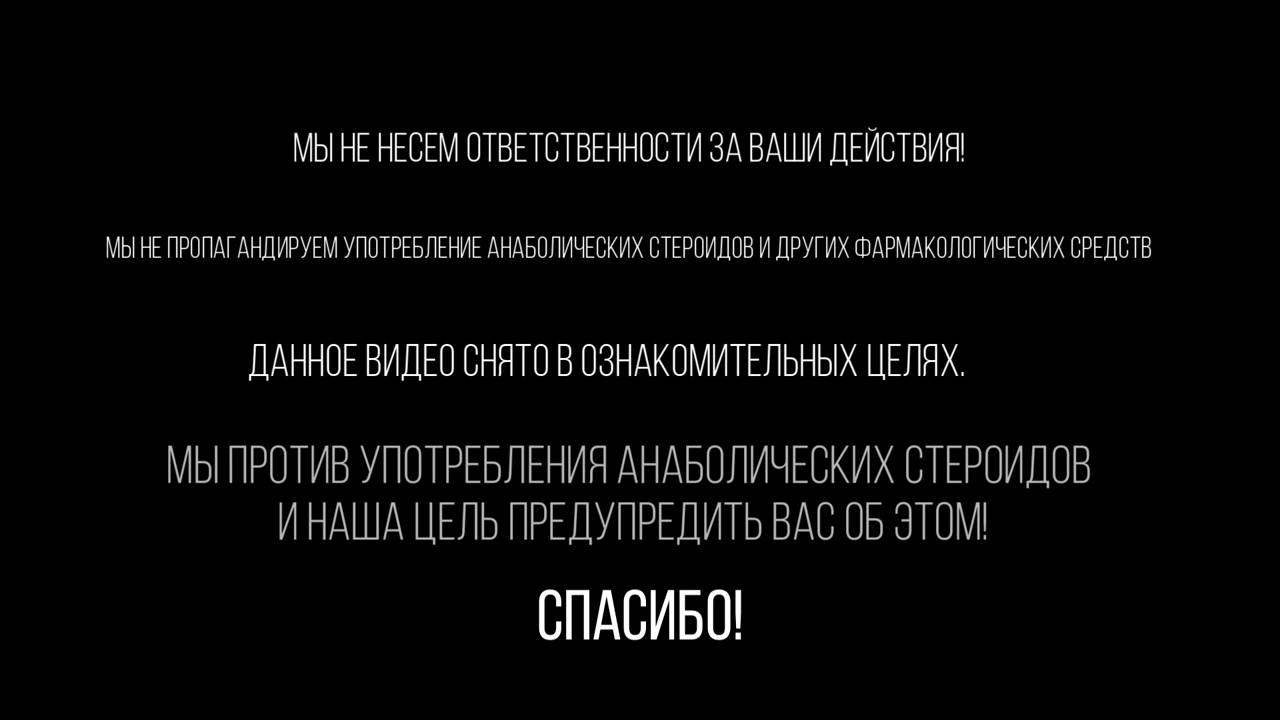 МЫ НЕ НЕСЕМ ОТВЕТСТВЕННОСТИ ЗА ВАШИ ДЕЙСТВИЯ!
МЫ НЕ ПРОПАГАНДИРУЕМ УПОТРЕБЛЕНИЕ АНАБОЛИЧЕСКИХ СТЕРОИДОВ И ДРУГИХ ФАРМАКОЛОГИЧЕСКИХ СРЕДСТВ
ДАННОЕ ВИДЕО СНЯТО В ОЗНАКОМИТЕЛЬНЫХ ЦЕЛЯХ.
МЫ ПРОТИВ УПОТРЕБЛЕНИЯ АНАБОЛИЧЕСКИХ СТЕРОИДОВ
И НАША ЦЕЛЬ ПРЕДУПРЕДИТЬ ВАС ОБ ЭТОМ!
СПАСИБО!